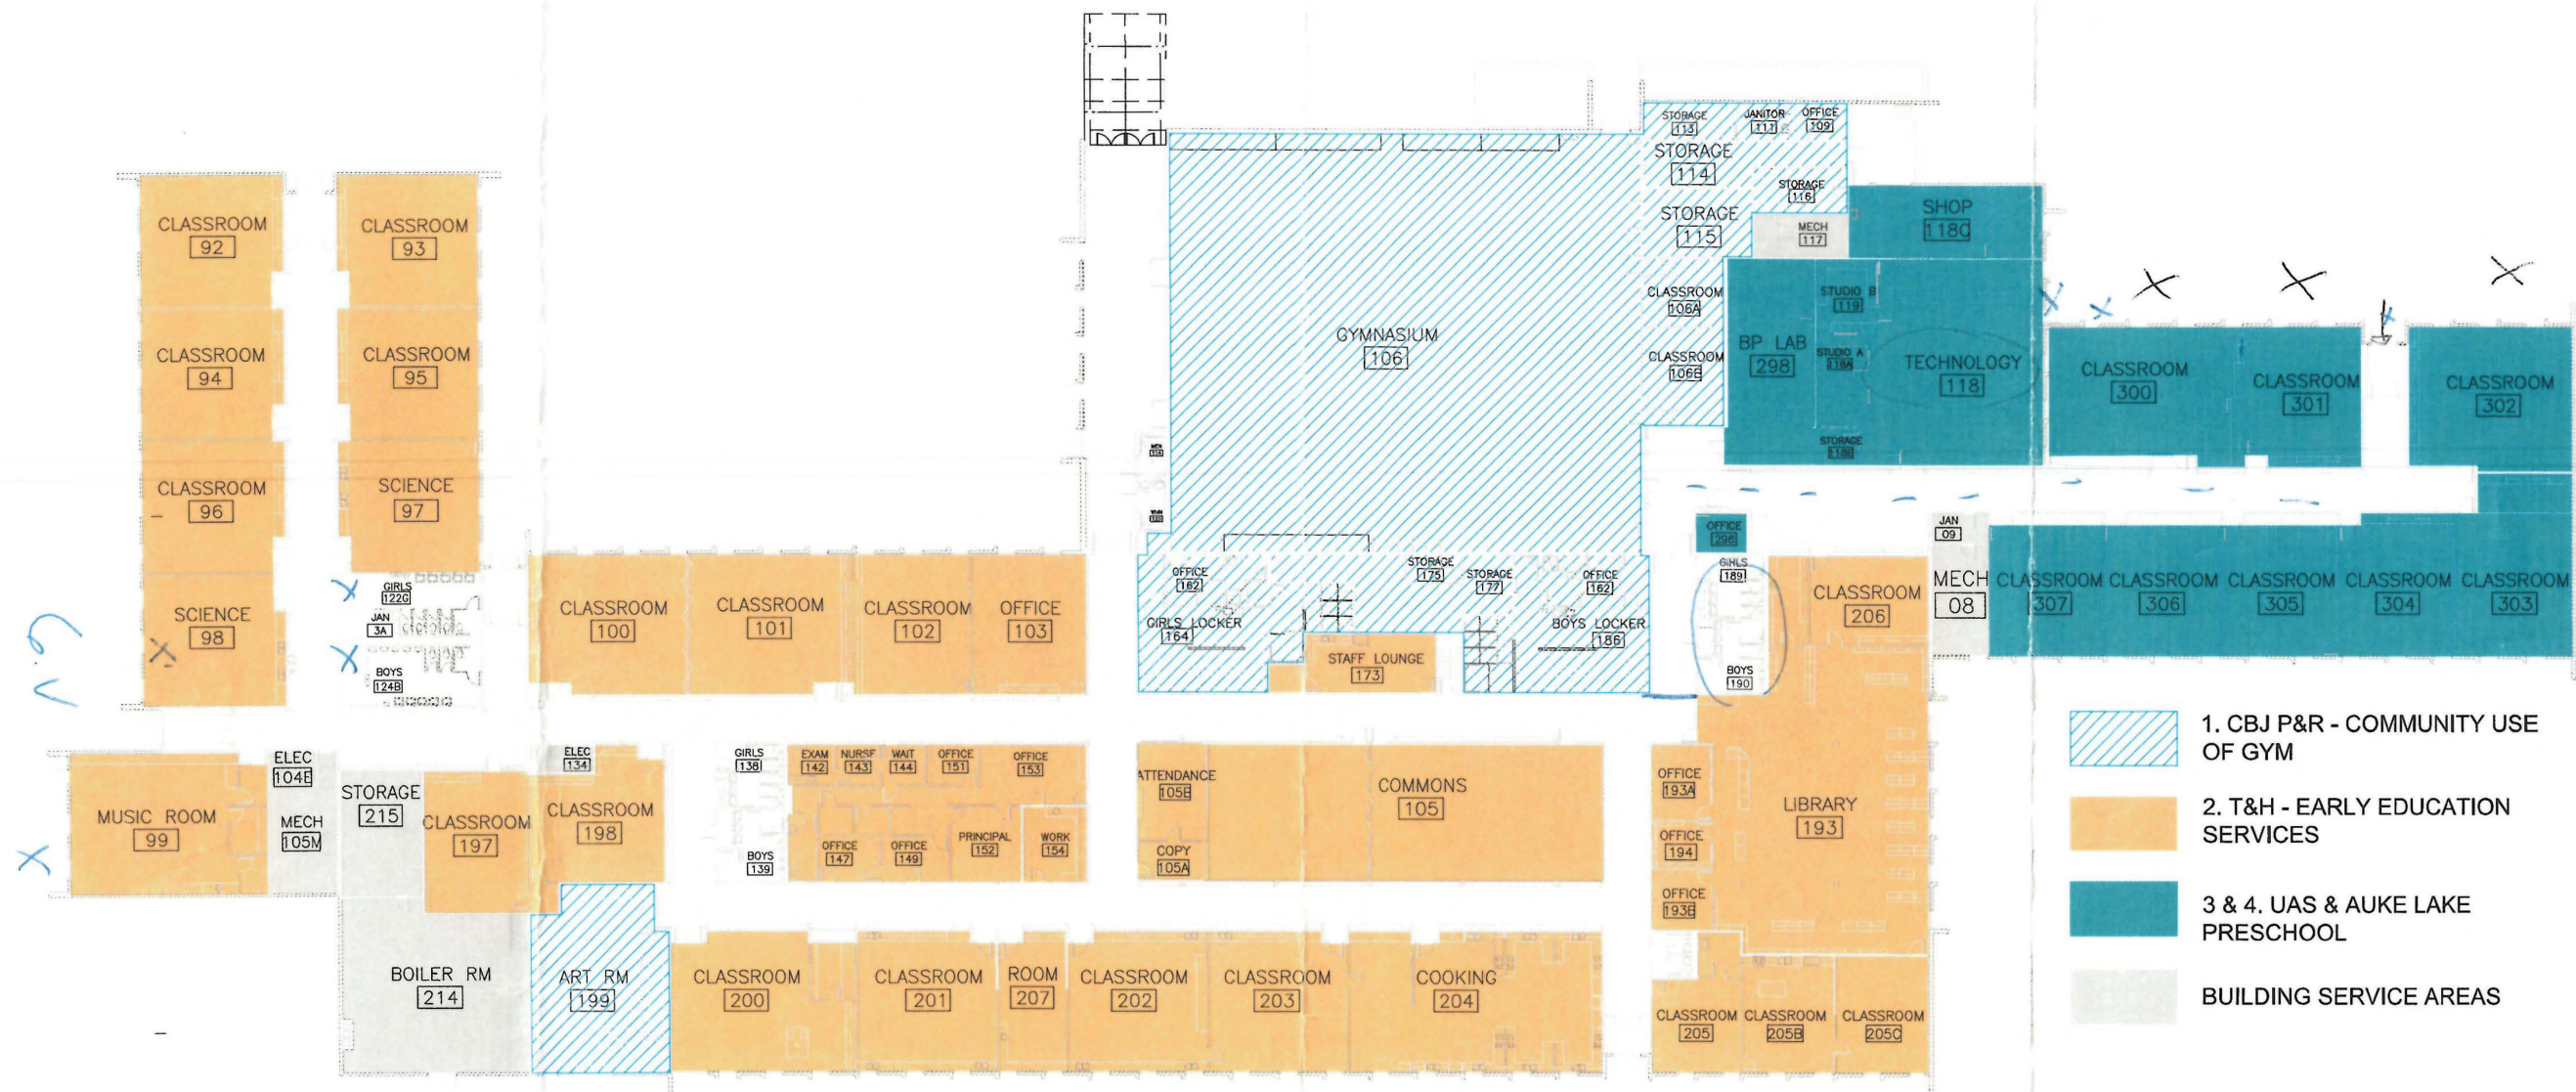 STORAGE
113
JANITOR
111
OFFICE
109
STORAGE
114
STORAGE
116
STORAGE
115
MECH
117
SHOP
118C
CLASSROOM
92
CLASSROOM
93
CLASSROOM
94
CLASSROOM
95
CLASSROOM
96
SCIENCE
97
SCIENCE
98
GIRLS
122G
JAN
3A
BOYS
124B
GYMNASIUM
106
CLASSROOM
106A
CLASSROOM
106B
BP LAB
298
STUDIO B
119
STUDIO A
118A
TECHNOLOGY
118
STORAGE
CLASSROOM
300
CLASSROOM
301
CLASSROOM
302
CLASSROOM
100
CLASSROOM
101
CLASSROOM
102
OFFICE
103
OFFICE
162
GIRLS LOCKER
164
STORAGE
175
STORAGE
177
OFFICE
162
BOYS LOCKER
186
STAFF LOUNGE
173
OFFICE
296
GIRLS
189
BOYS
190
CLASSROOM
206
JAN
09
MECH
08
CLASSROOM
307
CLASSROOM
306
CLASSROOM
305
CLASSROOM
304
CLASSROOM
303
MUSIC ROOM
99
ELEC
104E
MECH
105M
STORAGE
215
CLASSROOM
197
ELEC
134
CLASSROOM
198
GIRLS
138
BOYS
139
EXAM
142
NURSE
143
WAIT
144
OFFICE
151
OFFICE
153
OFFICE
147
OFFICE
149
PRINCIPAL
152
WORK
154
ATTENDANCE
105B
COPY
105A
COMMONS
105
OFFICE
193A
OFFICE
194
OFFICE
193B
LIBRARY
193
BOILER RM
214
ART RM
199
CLASSROOM
200
CLASSROOM
201
ROOM
207
CLASSROOM
202
CLASSROOM
203
COOKING
204
CLASSROOM
205
CLASSROOM
205B
CLASSROOM
205C
1. CBJ P&R - COMMUNITY USE
OF GYM
2. T&H - EARLY EDUCATION
SERVICES
3 & 4. UAS & AUKE LAKE
PRESCHOOL
BUILDING SERVICE AREAS